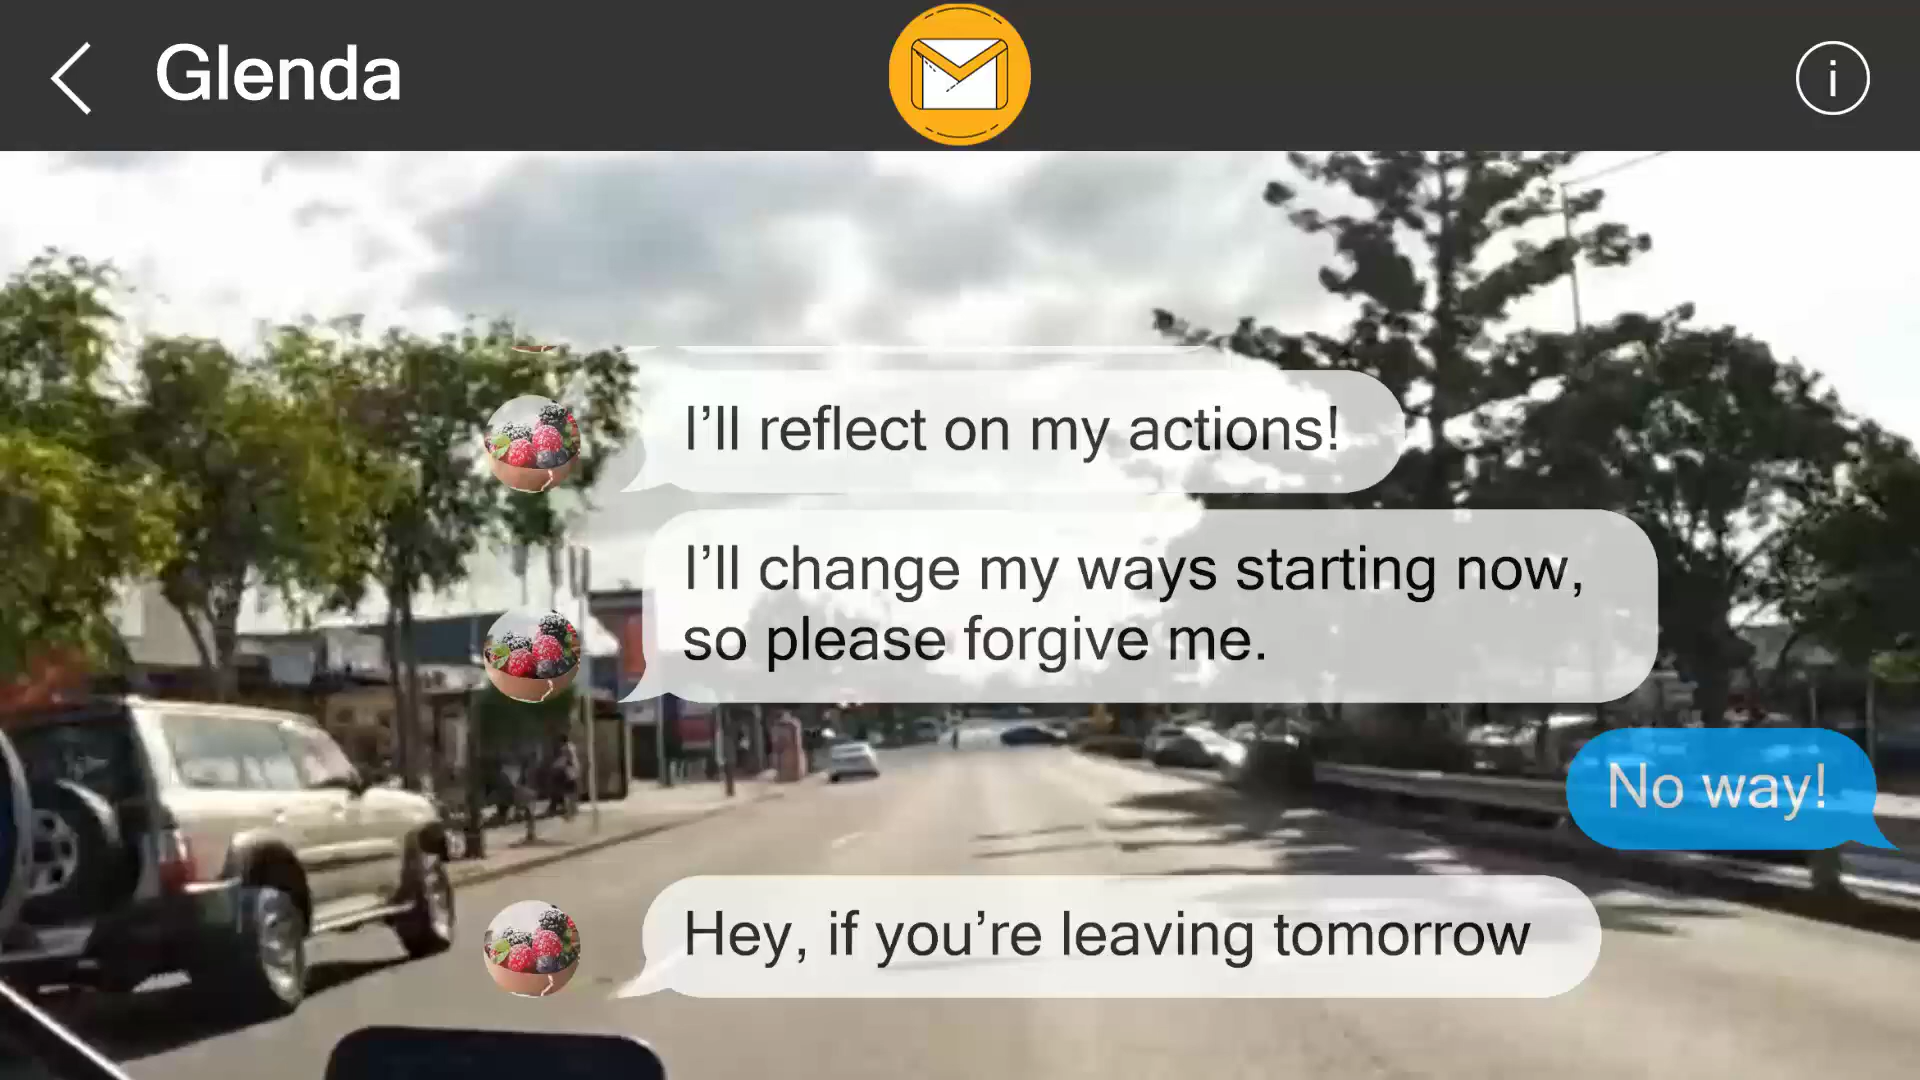 Glenda
i
I’ll reflect on my actions!
I’ll change my ways starting now,
so please forgive me.
No way!
Hey, if you’re leaving tomorrow